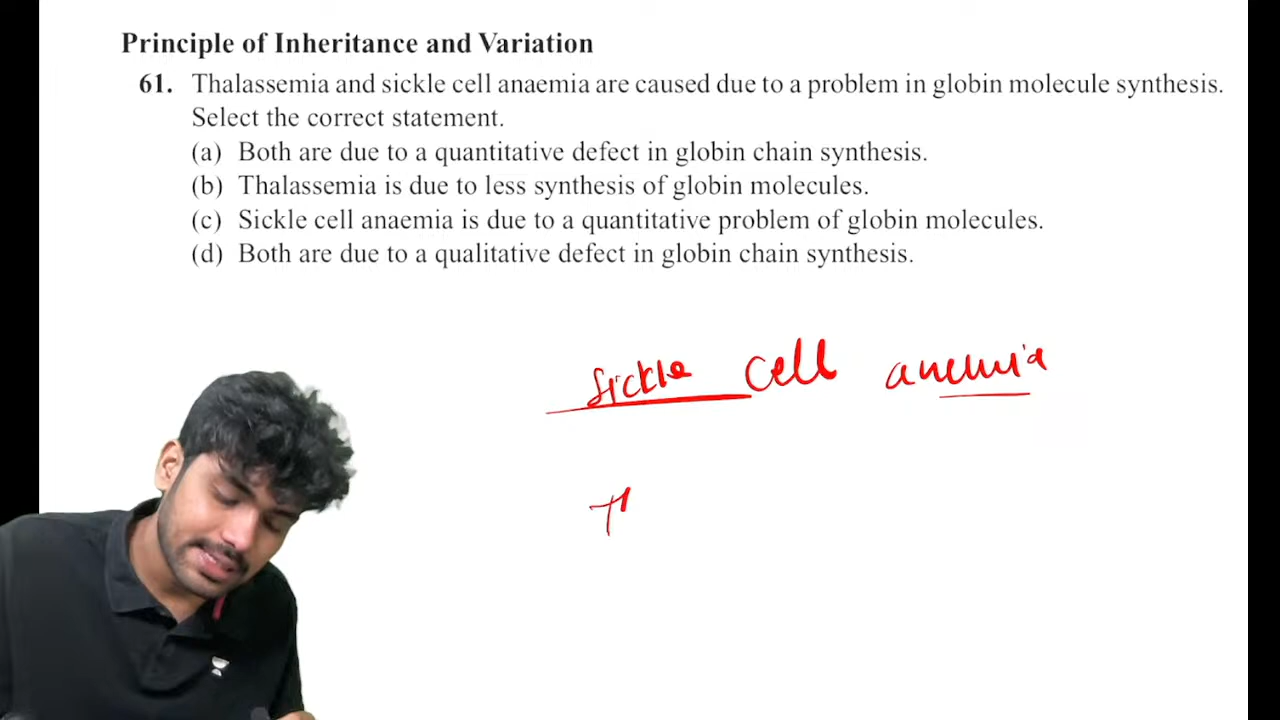 Principle of Inheritance and Variation
61. Thalassemia and sickle cell anaemia are caused due to a problem in globin molecule synthesis.
Select the correct statement.
(a) Both are due to a quantitative defect in globin chain synthesis.
(b) Thalassemia is due to less synthesis of globin molecules.
(c) Sickle cell anaemia is due to a quantitative problem of globin molecules.
(d) Both are due to a qualitative defect in globin chain synthesis.
Sickle cell anemia